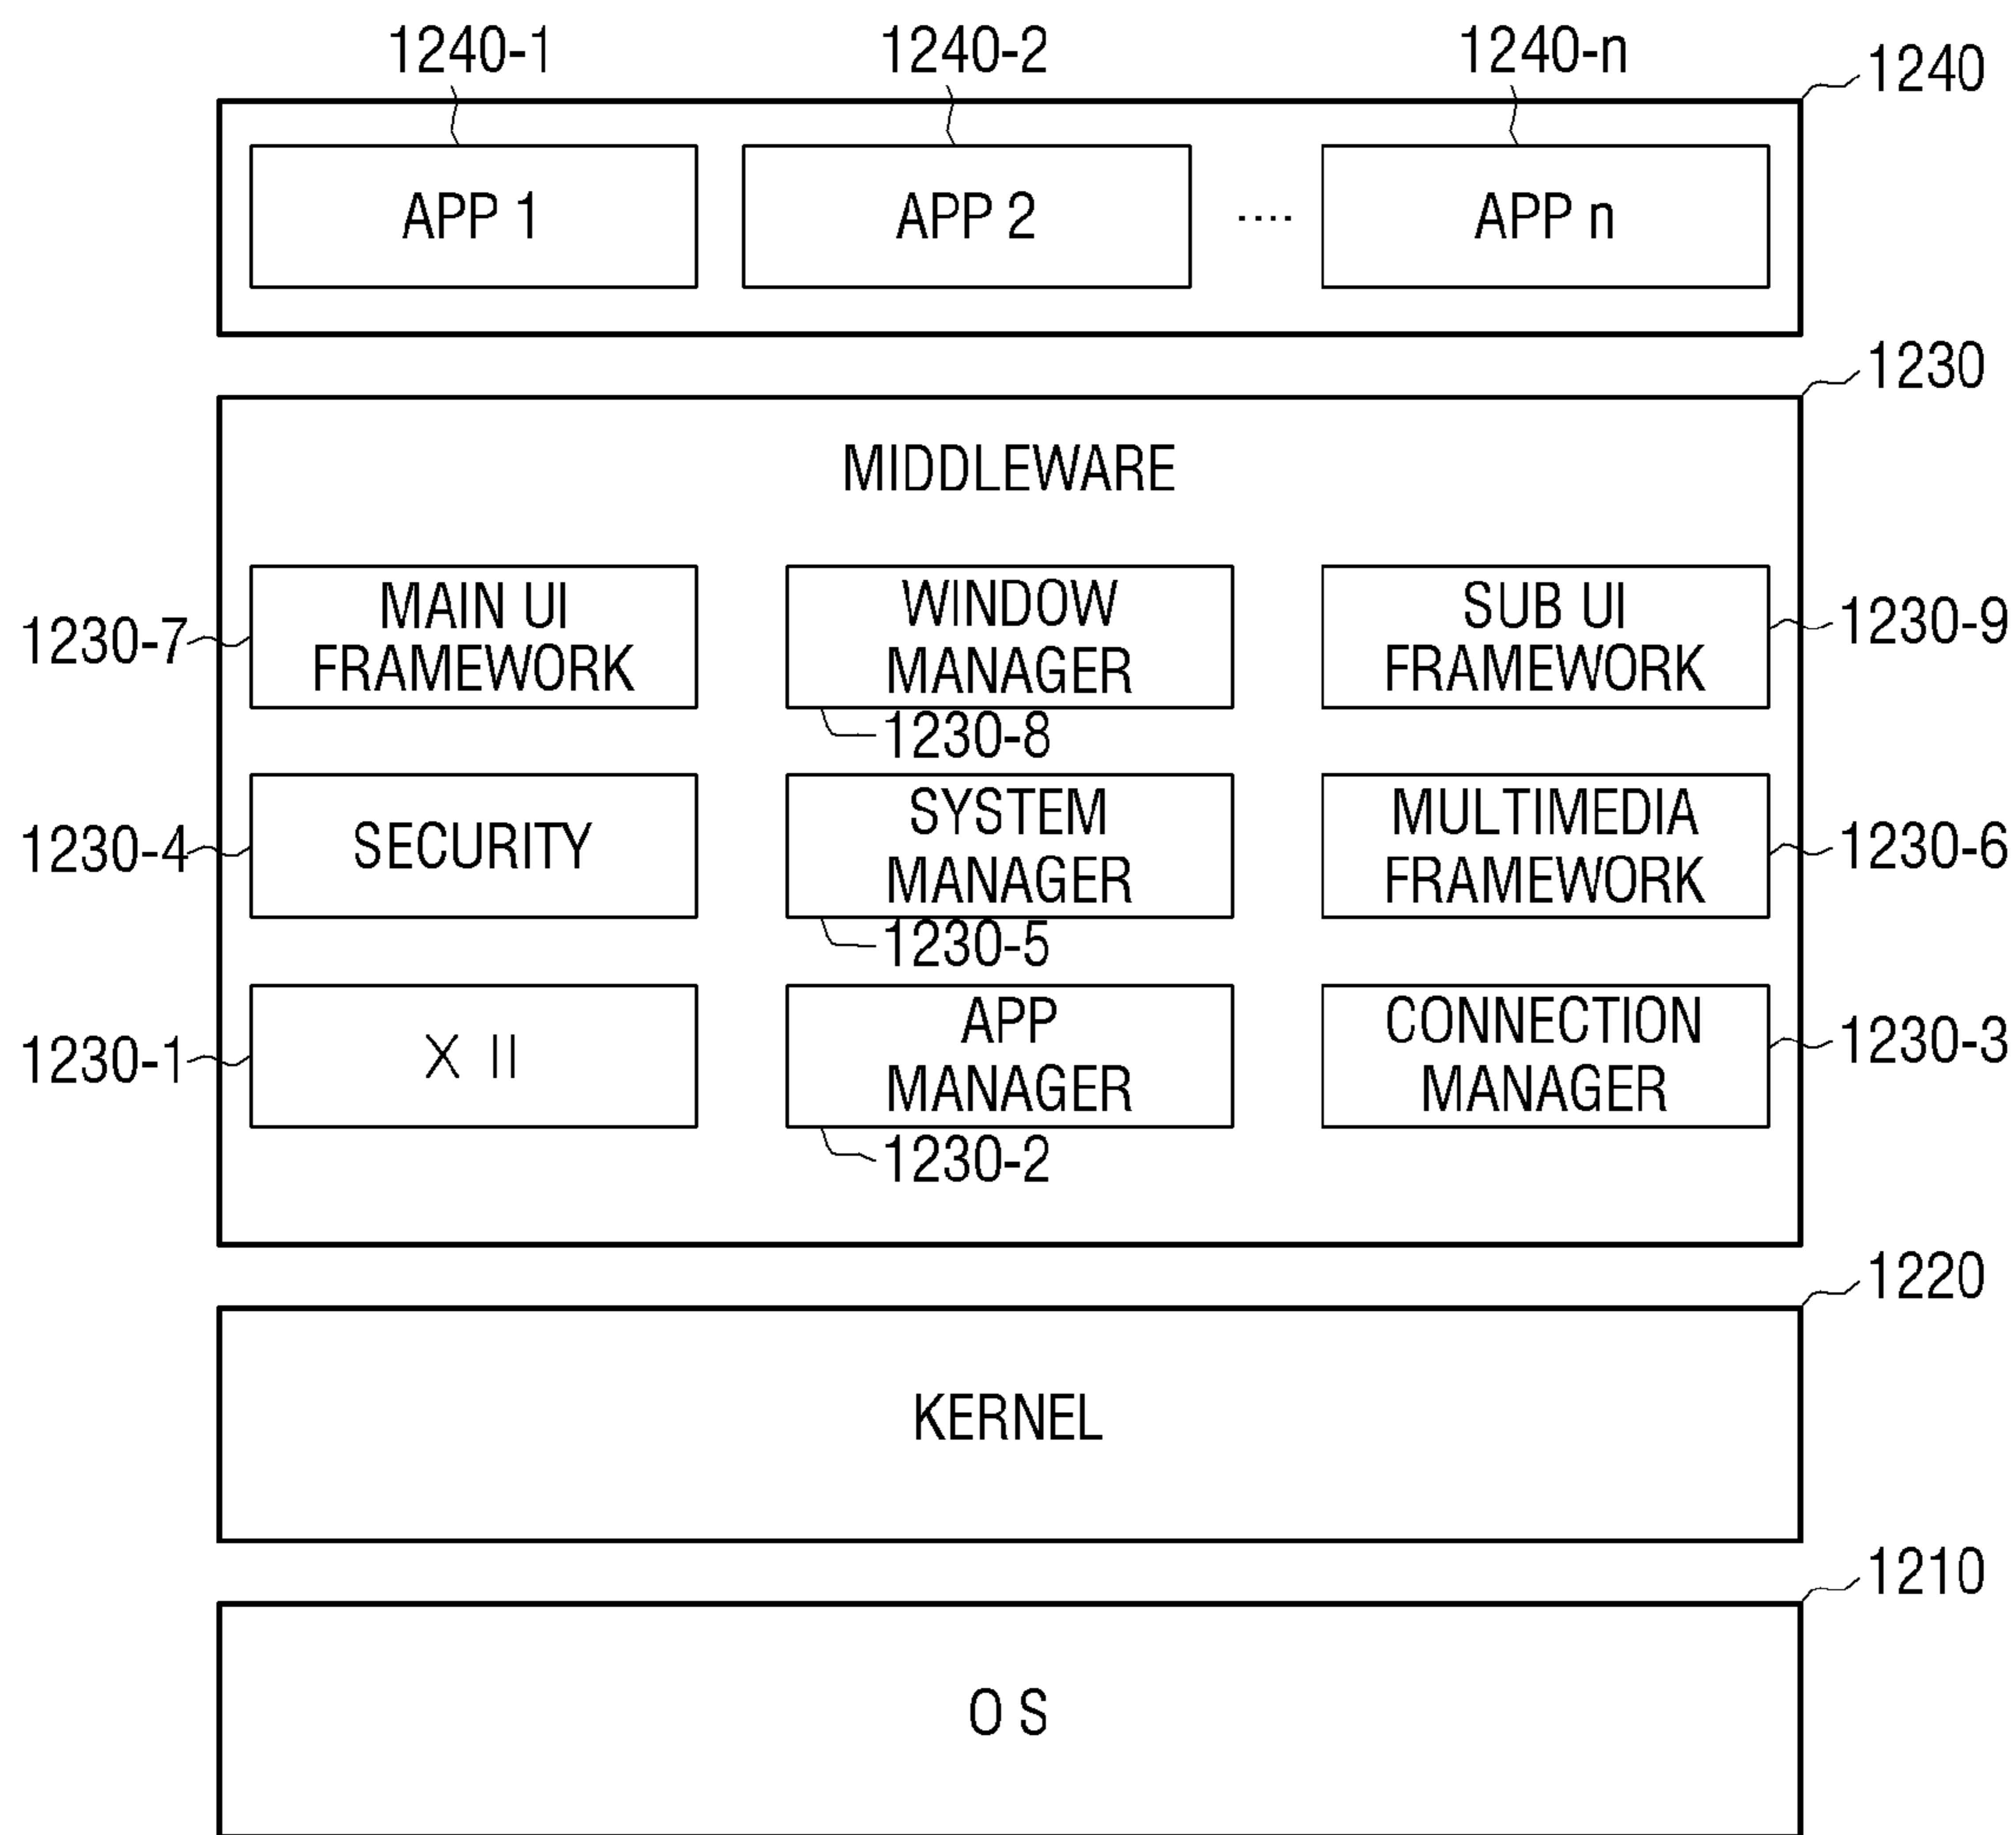 1240-1 1240-2 1240-n 1240
APP 1 APP 2 .... APP n
1230
MIDDLEWARE
1230-7 MAIN UI FRAMEWORK
WINDOW MANAGER
1230-8
SUB UI FRAMEWORK 1230-9
1230-4 SECURITY
SYSTEM MANAGER
1230-5
MULTIMEDIA FRAMEWORK 1230-6
1230-1 X II
APP MANAGER
1230-2
CONNECTION MANAGER 1230-3
1220
KERNEL
1210
O S